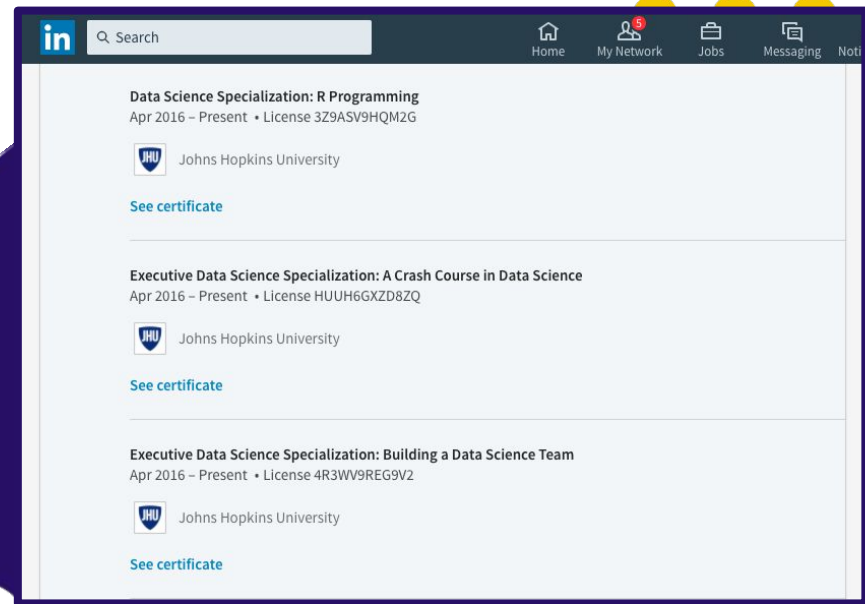 in
Search
5
Home My Network Jobs Messaging Noti
Data Science Specialization: R Programming
Apr 2016 – Present • License 3Z9ASV9HQM2G
JHU Johns Hopkins University
See certificate
Executive Data Science Specialization: A Crash Course in Data Science
Apr 2016 – Present • License HUUH6GXZD8ZQ
JHU Johns Hopkins University
See certificate
Executive Data Science Specialization: Building a Data Science Team
Apr 2016 – Present • License 4R3WV9REG9V2
JHU Johns Hopkins University
See certificate